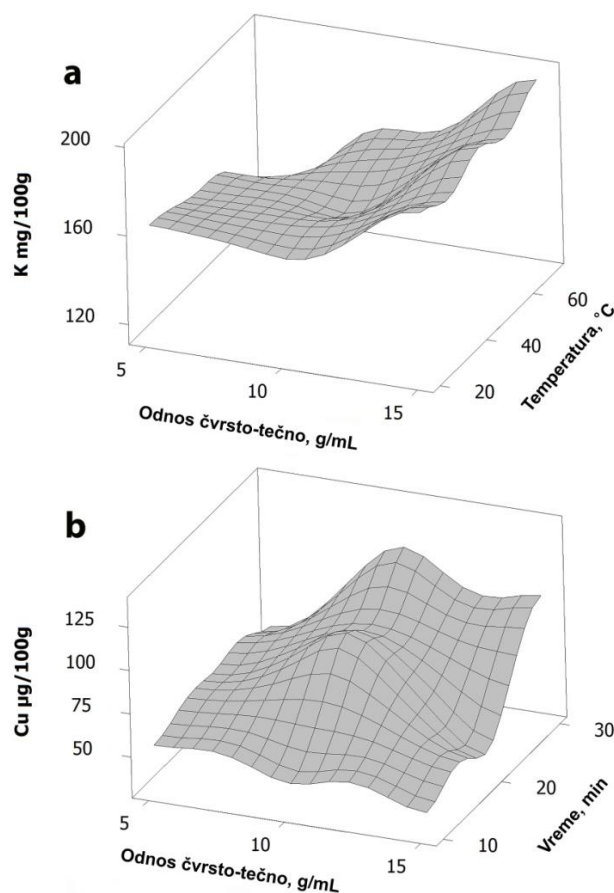 a
200
160
120
K mg/100g
5
10
15
Odnos čvrsto-tečno, g/mL
20
40
60
Temperatura, °C
b
125
100
75
50
Cu µg/100g
5
10
15
Odnos čvrsto-tečno, g/mL
10
20
30
Vreme, min